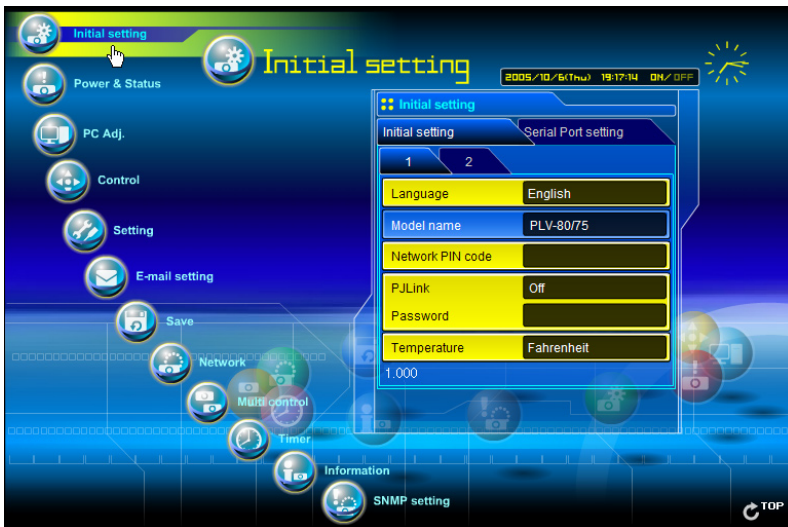 Initial setting
Initial setting
2005/10/6(Thu) 19:17:14 ON/OFF
Power & Status
PC Adj.
Control
Setting
E-mail setting
Save
Network
Multi control
Timer
Information
SNMP setting
Initial setting
Initial setting Serial Port setting
1 2
Language English
Model name PLV-80/75
Network PIN code
PJLink Off
Password
Temperature Fahrenheit
1.000
TOP